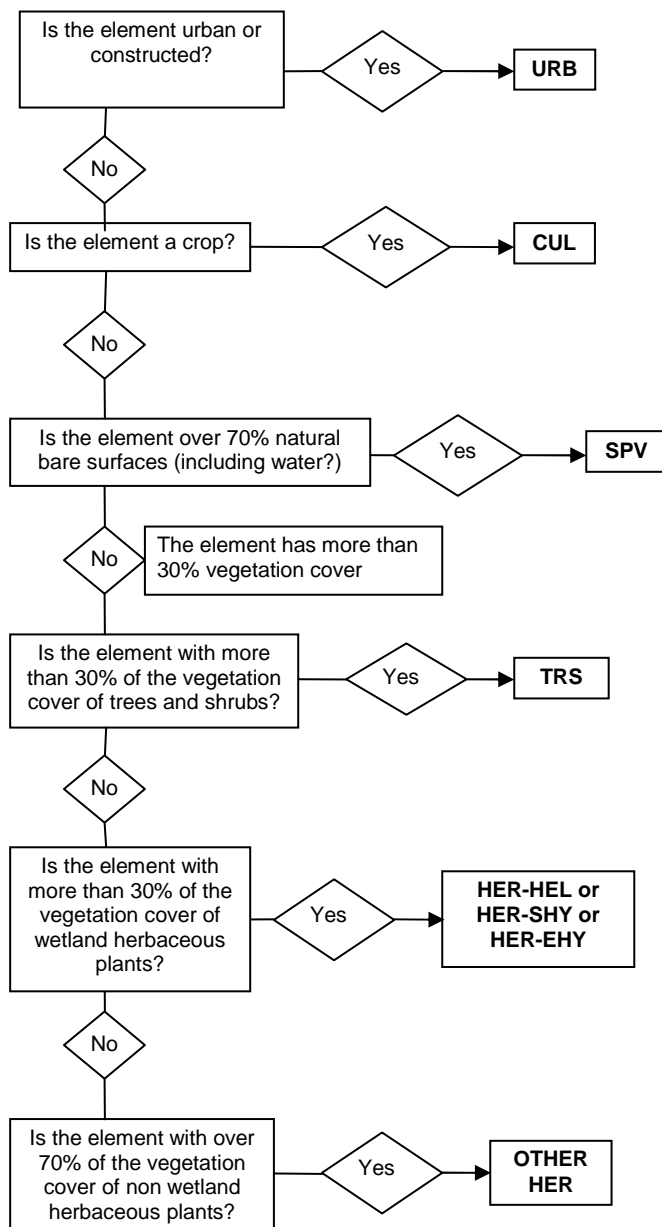 Is the element urban or
constructed?
Yes
URB
No
Is the element a crop?
Yes
CUL
No
Is the element over 70% natural
bare surfaces (including water?)
Yes
SPV
No
The element has more than
30% vegetation cover
Is the element with more
than 30% of the vegetation
cover of trees and shrubs?
Yes
TRS
No
Is the element with
more than 30% of the
vegetation cover of
wetland herbaceous
plants?
Yes
HER-HEL or
HER-SHY or
HER-EHY
No
Is the element with over
70% of the vegetation
cover of non wetland
herbaceous plants?
Yes
OTHER
HER